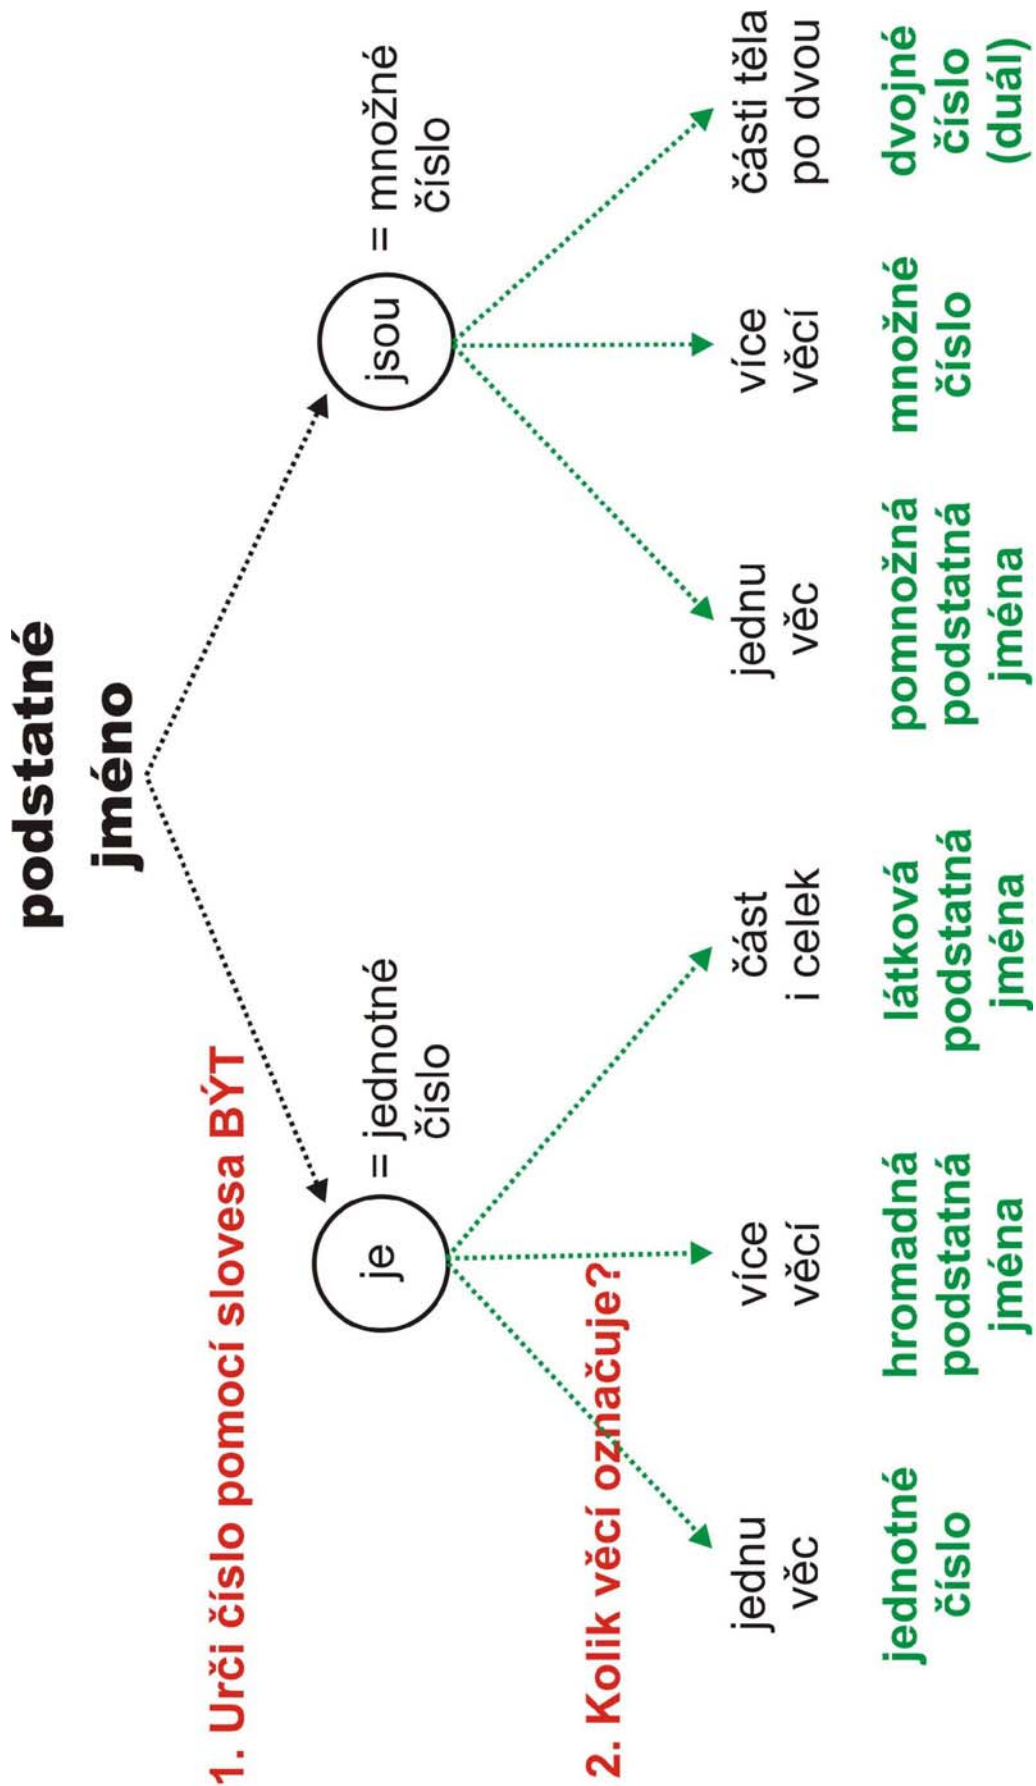 podstatné
jméno
1. Urči číslo pomocí slovesa BÝT
je
= jednotné
číslo
jsou
= množné
číslo
2. Kolik věcí označuje?
jednu
věc
více
věcí
část
i celek
jednu
věc
více
věcí
části těla
po dvou
jednotné
číslo
hromadná
podstatná
jména
látková
podstatná
jména
pomnožná
podstatná
jména
množné
číslo
dvojné
číslo
(duál)